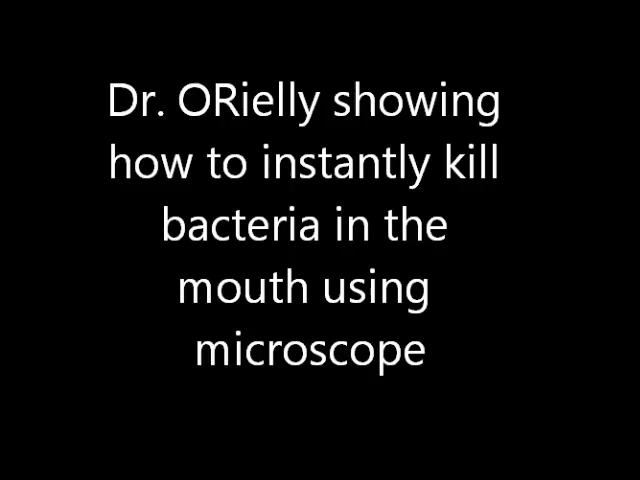 Dr. ORielly showing
how to instantly kill
bacteria in the
mouth using
microscope